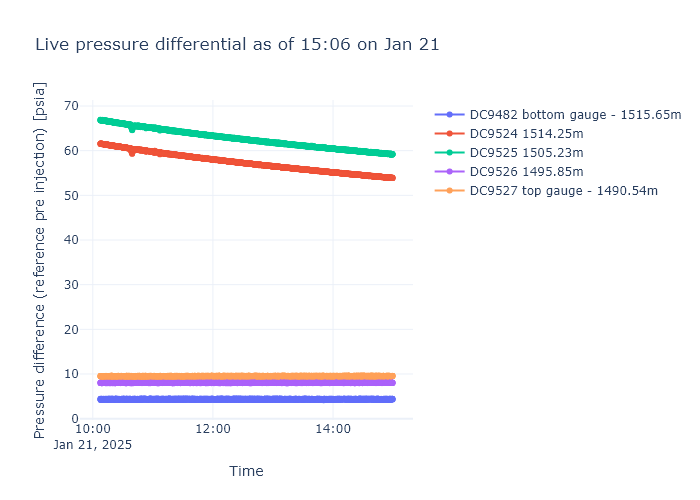 Live pressure differential as of 15:06 on Jan 21
Pressure difference (reference pre injection) [psia]
70
60
50
40
30
20
10
0
10:00
Jan 21, 2025
12:00
14:00
Time
DC9482 bottom gauge - 1515.65m
DC9524 1514.25m
DC9525 1505.23m
DC9526 1495.85m
DC9527 top gauge - 1490.54m